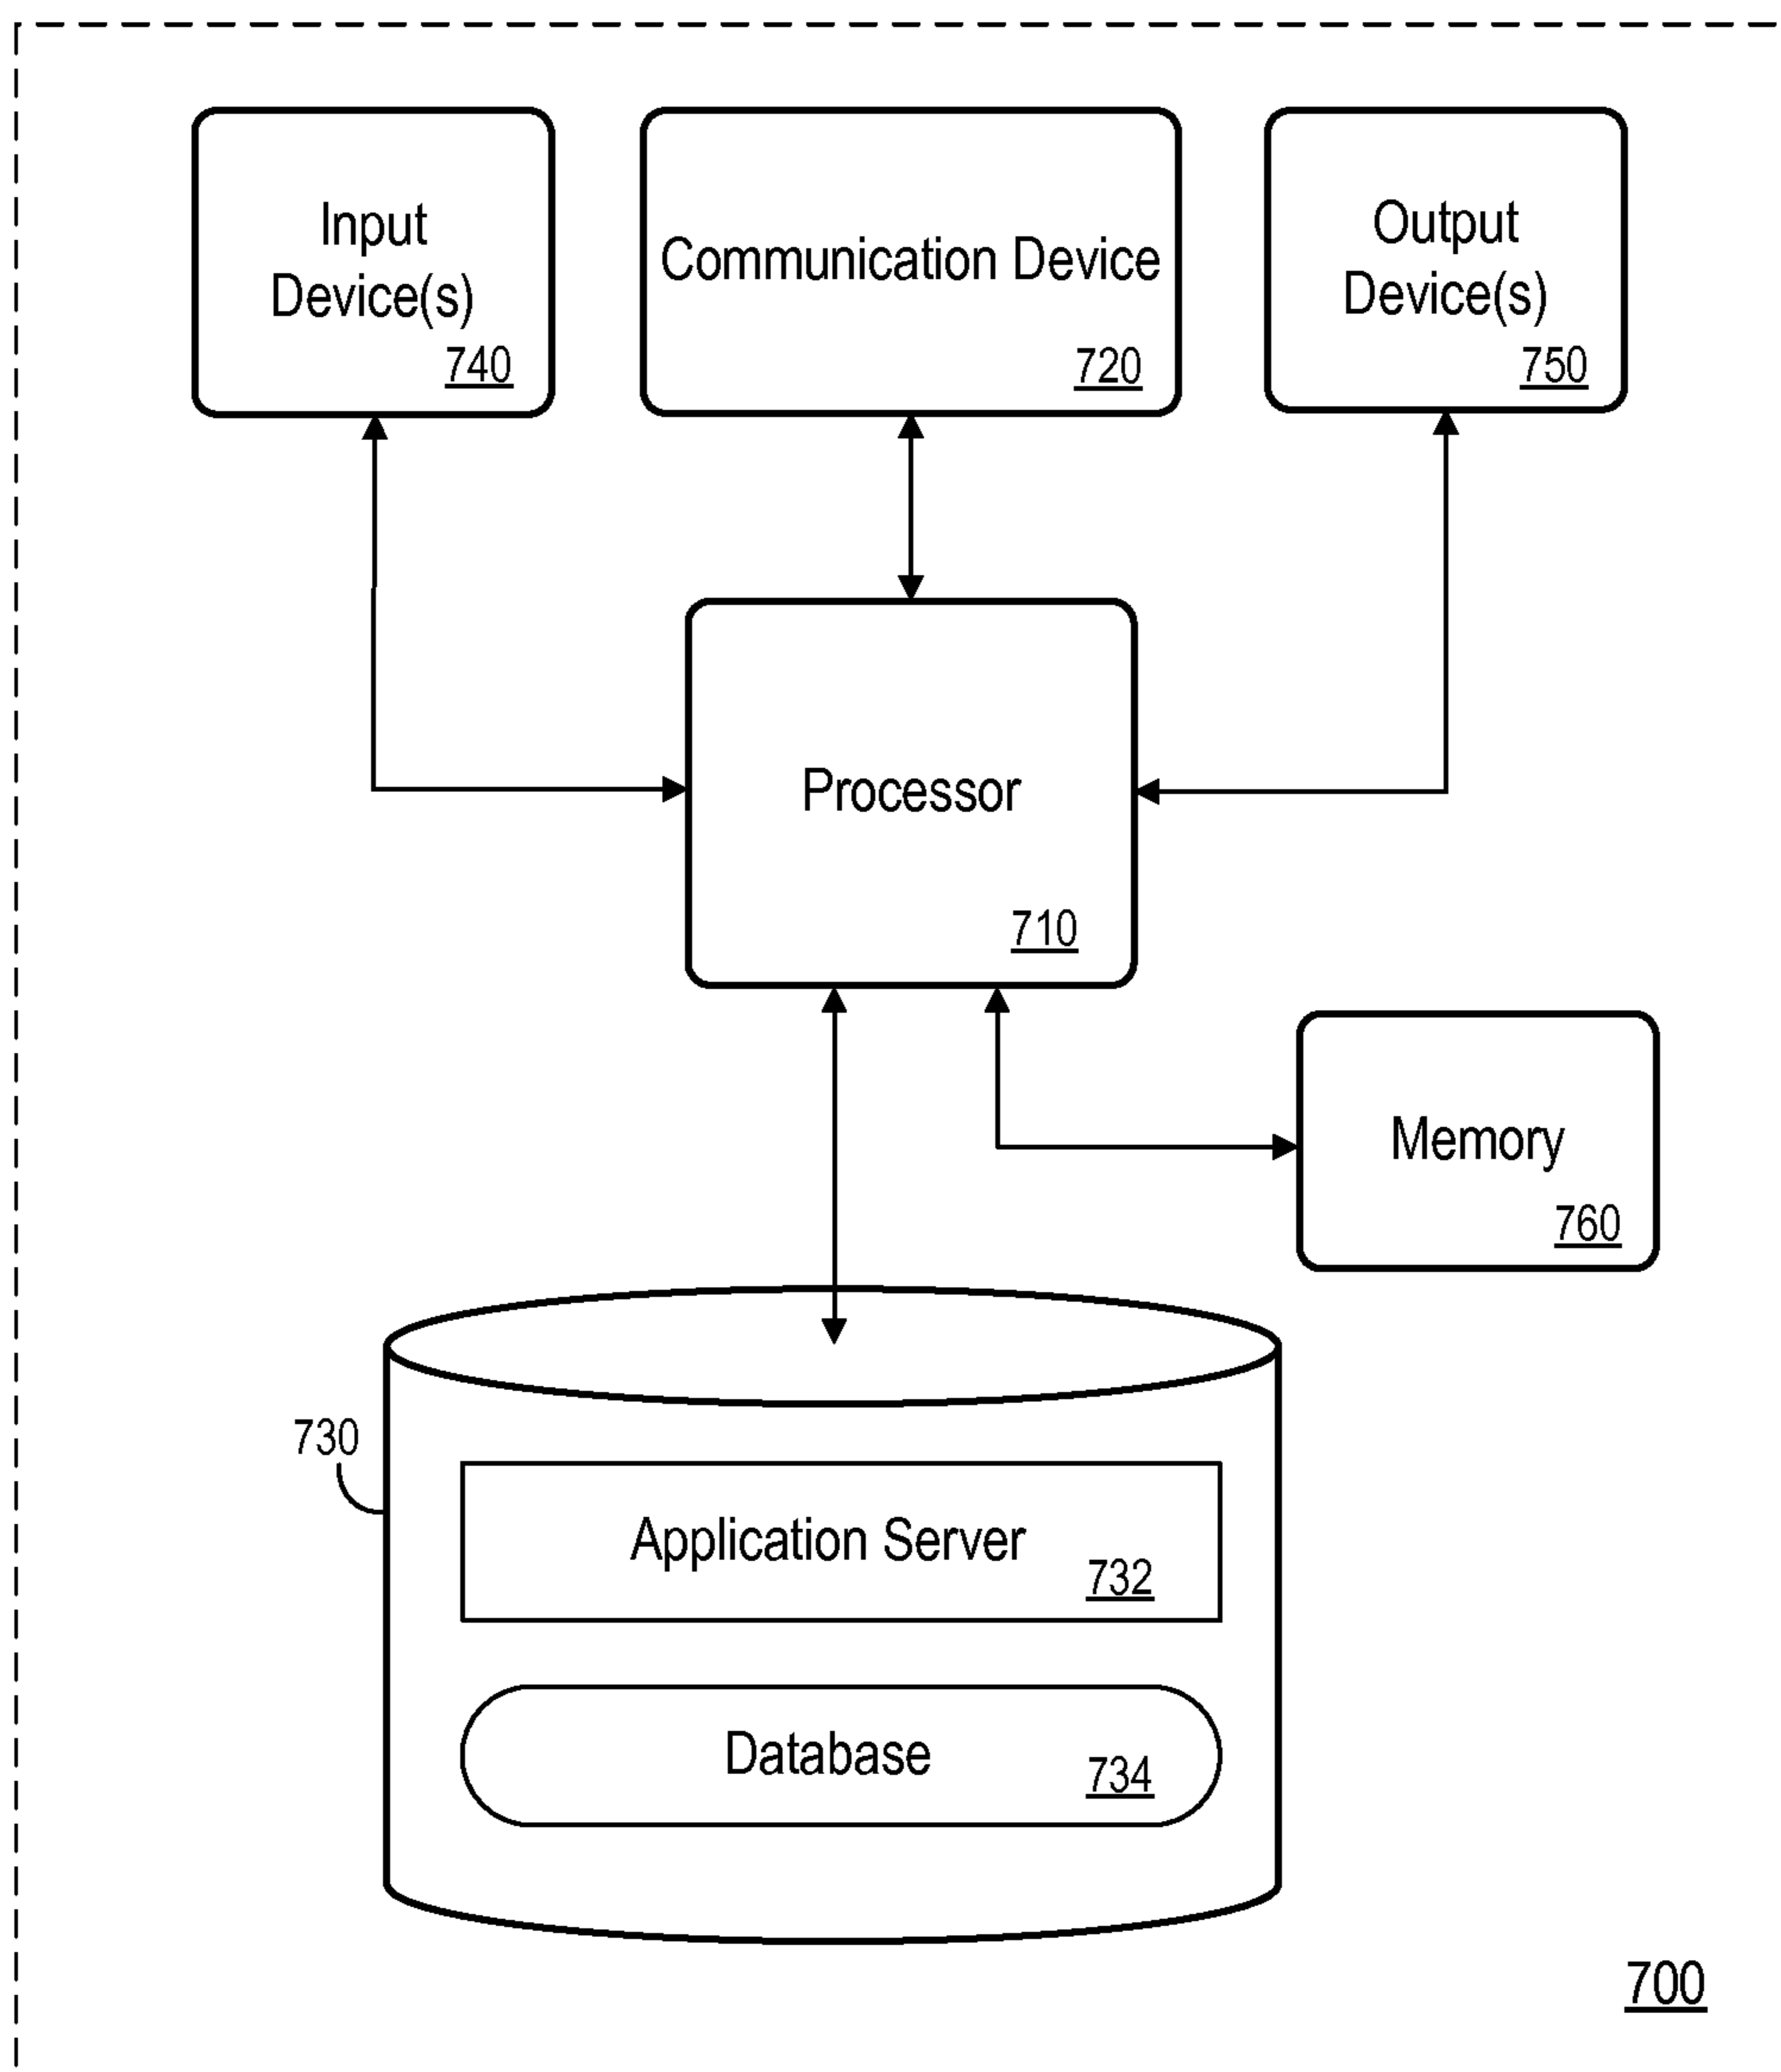 Input
Device(s)
740
Communication Device
720
Output
Device(s)
750
Processor
710
Memory
760
730
Application Server
732
Database
734
700